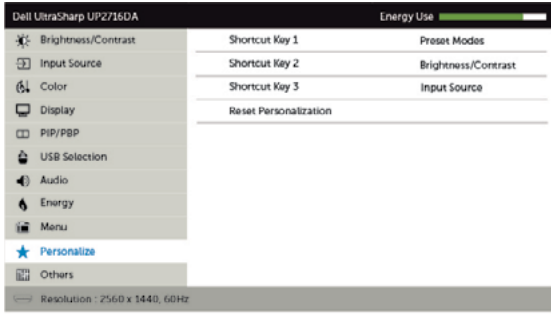 Dell UltraSharp UP2716DA Energy Use
Brightness/Contrast Shortcut Key 1 Preset Modes
Input Source Shortcut Key 2 Brightness/Contrast
Color Shortcut Key 3 Input Source
Display Reset Personalization
PIP/PBP
USB Selection
Audio
Energy
Menu
Personalize
Others
Resolution : 2560 x 1440, 60Hz